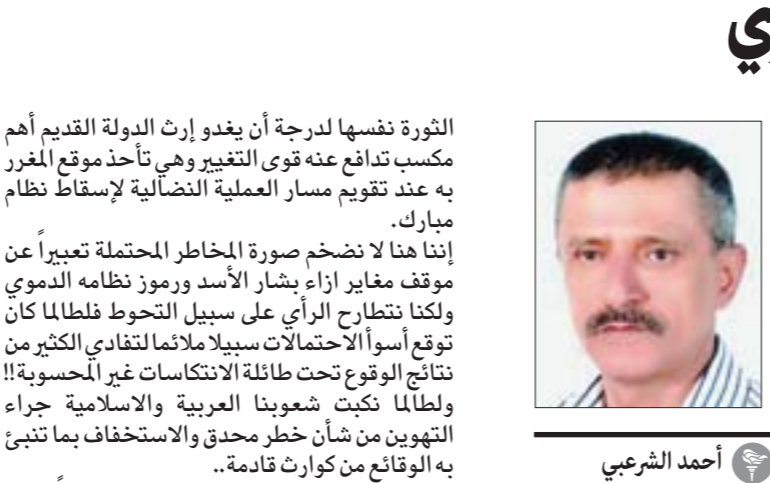 ي
الثورة نفسها لدرجة أن يغدو إرث الدولة القديم أهم
مكسب تدافع عنه قوى التغيير وهي تأخذ موقع المغرر
به عند تقويم مسار العملية النضالية لإسقاط نظام
مبارك.
إننا هنا لا نضخم صورة المخاطر المحتملة تعبيراً عن
موقف مغاير ازاء بشار الأسد ورموز نظامه الدموي
ولكنا نتطارح الرأي على سبيل التحوط فلطالما كان
توقع أسوأ الاحتمالات سبيلا ملائما لتفادي الكثير من
نتائج الوقوع تحت طائلة الانتكاسات غير المحسوبة!!
ولطالما نكبت شعوبنا العربية والاسلامية جراء
التهوين من شأن خطر محدق والاستخفاف بما تنبئ
به الوقائع من كوارث قادمة..
أحمد الشرعبي